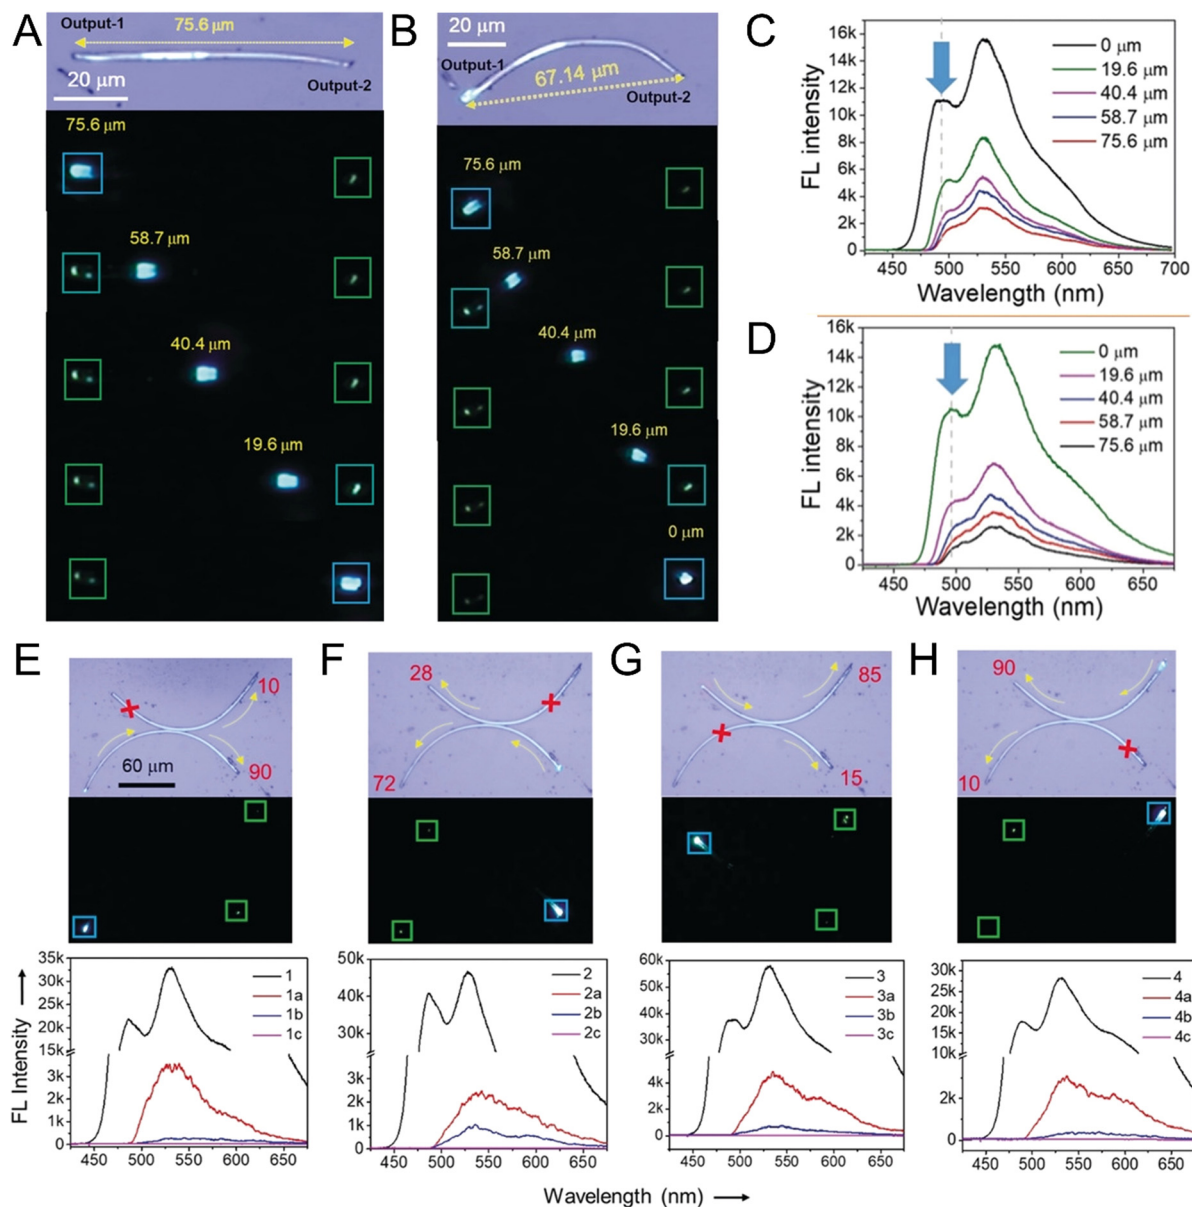 A
Output-1
75.6 μm
20 μm
Output-2
75.6 μm
58.7 μm
40.4 μm
19.6 μm
B
20 μm
Output-1
67.14 μm
Output-2
75.6 μm
58.7 μm
40.4 μm
19.6 μm
0 μm
C
FL intensity
16k
14k
12k
10k
8k
6k
4k
2k
0
0 μm
19.6 μm
40.4 μm
58.7 μm
75.6 μm
450 500 550 600 650 700
Wavelength (nm)
D
FL intensity
16k
14k
12k
10k
8k
6k
4k
2k
0
0 μm
19.6 μm
40.4 μm
58.7 μm
75.6 μm
450 500 550 600 650
Wavelength (nm)
E
10
90
60 μm
F
28
72
G
85
15
H
90
10
FL Intensity
35k
30k
25k
20k
15k
3k
2k
1k
0
1
1a
1b
1c
450 500 550 600 650
50k
40k
30k
3k
2k
1k
0
2
2a
2b
2c
450 500 550 600 650
60k
50k
40k
30k
4k
2k
0
3
3a
3b
3c
450 500 550 600 650
30k
25k
20k
15k
10k
2k
0
4
4a
4b
4c
450 500 550 600 650
Wavelength (nm)